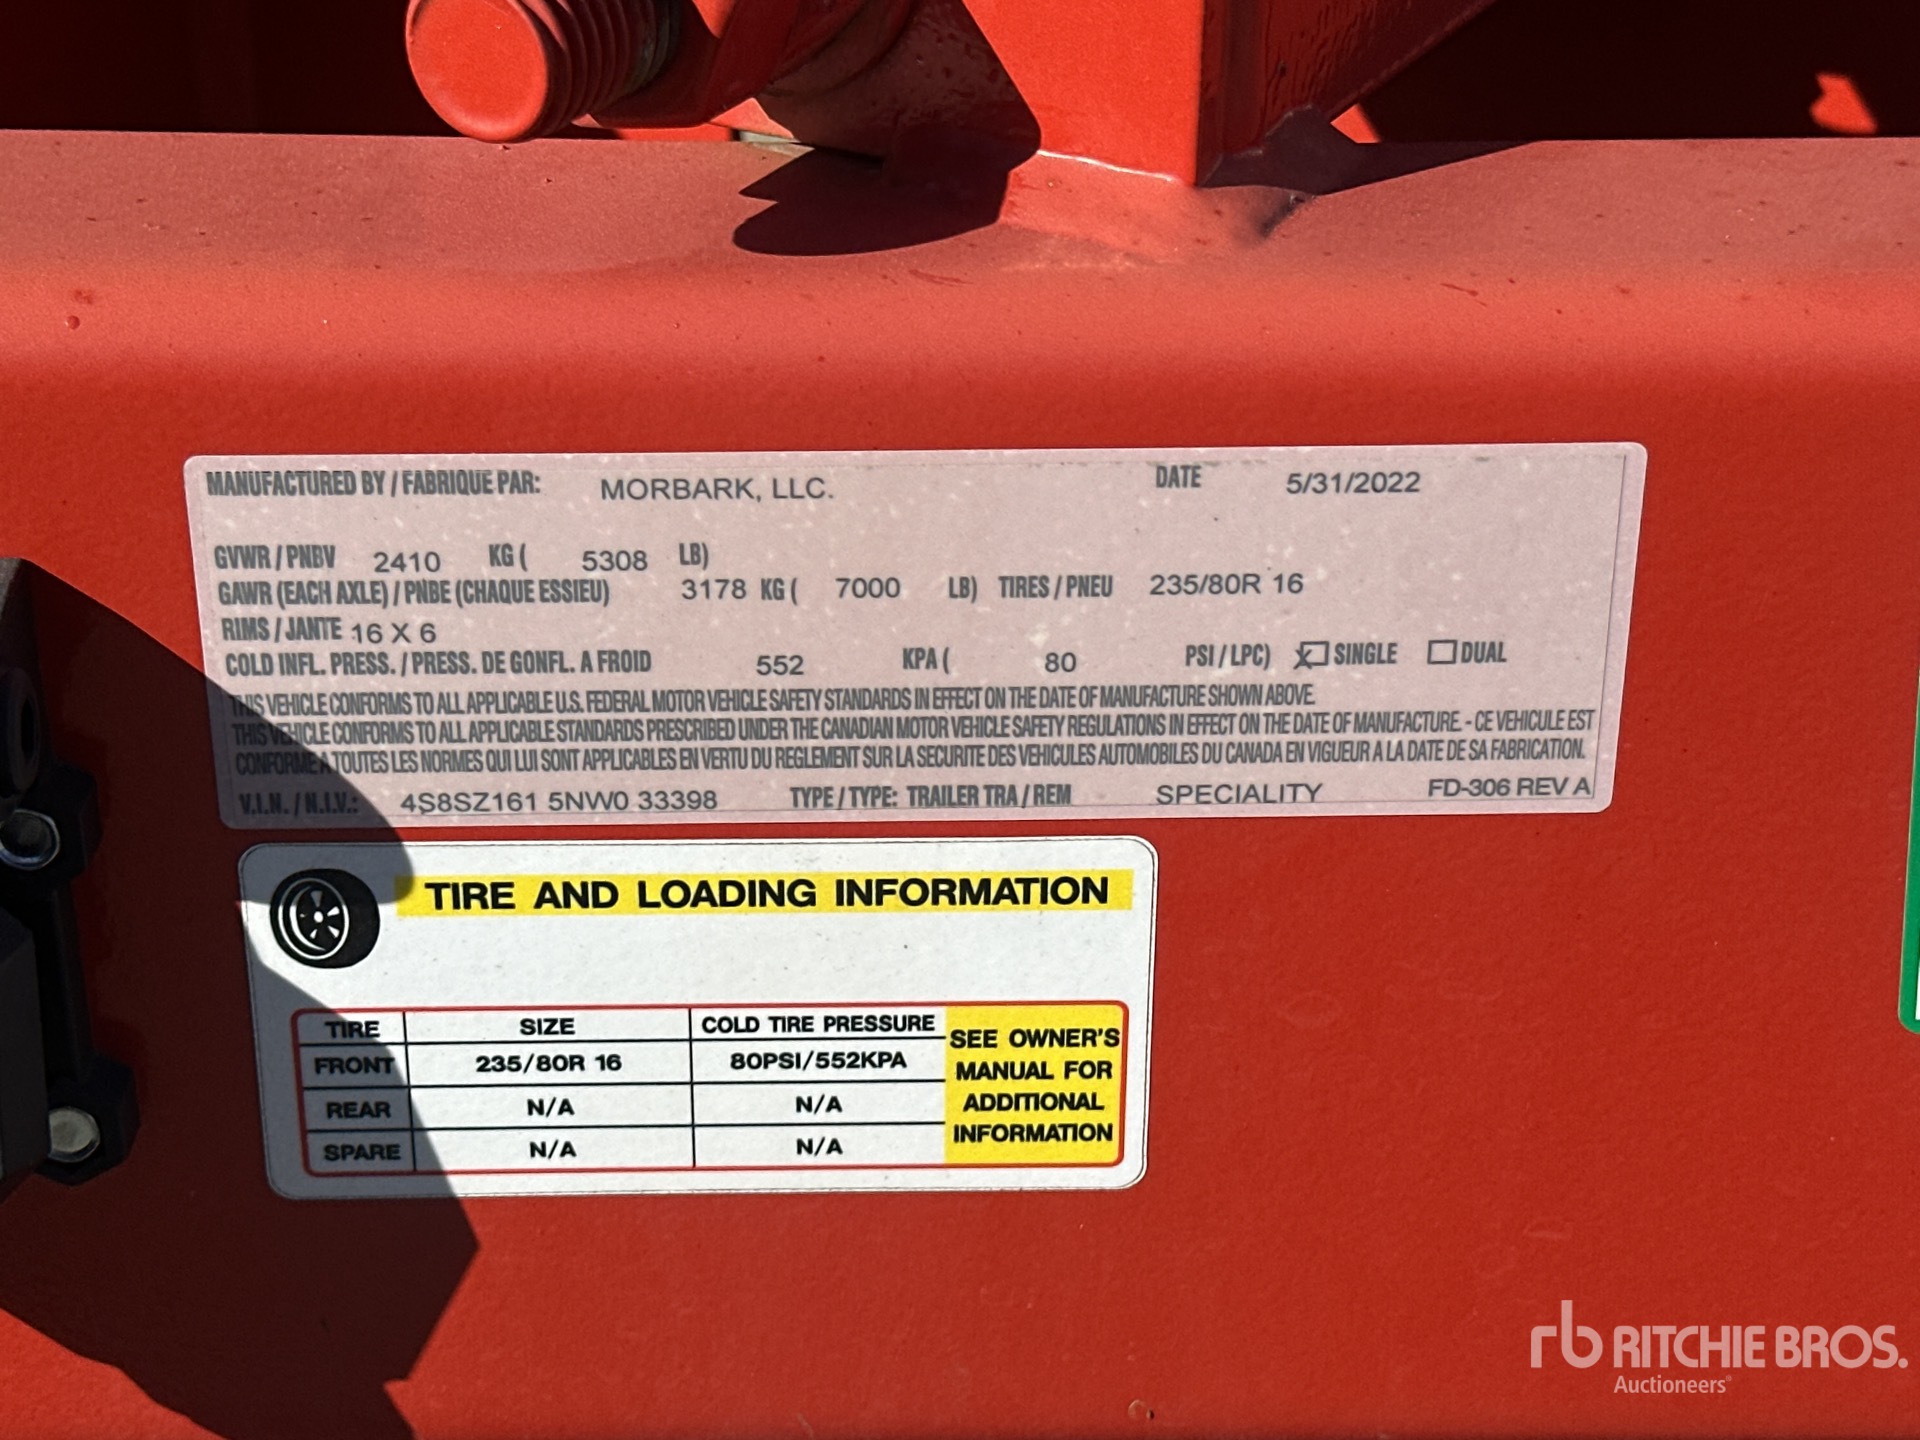 MANUFACTURED BY / FABRIQUE PAR: MORBARK, LLC. DATE 5/31/2022
GVWR / PNBV 2410 KG ( 5308 LB)
GAWR (EACH AXLE) / PNBE (CHAQUE ESSIEU) 3178 KG ( 7000 LB) TIRES / PNEU 235/80R 16
RIMS / JANTE 16 X 6
COLD INFL. PRESS. / PRESS. DE GONFL. A FROID 552 KPA ( 80 PSI / LPC) X SINGLE DUAL
THIS VEHICLE CONFORMS TO ALL APPLICABLE U.S. FEDERAL MOTOR VEHICLE SAFETY STANDARDS IN EFFECT ON THE DATE OF MANUFACTURE SHOWN ABOVE.
THIS VEHICLE CONFORMS TO ALL APPLICABLE STANDARDS PRESCRIBED UNDER THE CANADIAN MOTOR VEHICLE SAFETY REGULATIONS IN EFFECT ON THE DATE OF MANUFACTURE. - CE VEHICULE EST
CONFORME A TOUTES LES NORMES QUI LUI SONT APPLICABLES EN VERTU DU REGLEMENT SUR LA SECURITE DES VEHICULES AUTOMOBILES DU CANADA EN VIGUEUR A LA DATE DE SA FABRICATION.
V.I.N. / N.I.V.: 4S8SZ161 5NW0 33398 TYPE / TYPE: TRAILER TRA / REM SPECIALITY FD-306 REV A
TIRE AND LOADING INFORMATION
TIRE SIZE COLD TIRE PRESSURE
FRONT 235/80R 16 80PSI/552KPA
REAR N/A N/A
SPARE N/A N/A
SEE OWNER'S
MANUAL FOR
ADDITIONAL
INFORMATION
rb RITCHIE BROS.
Auctioneers